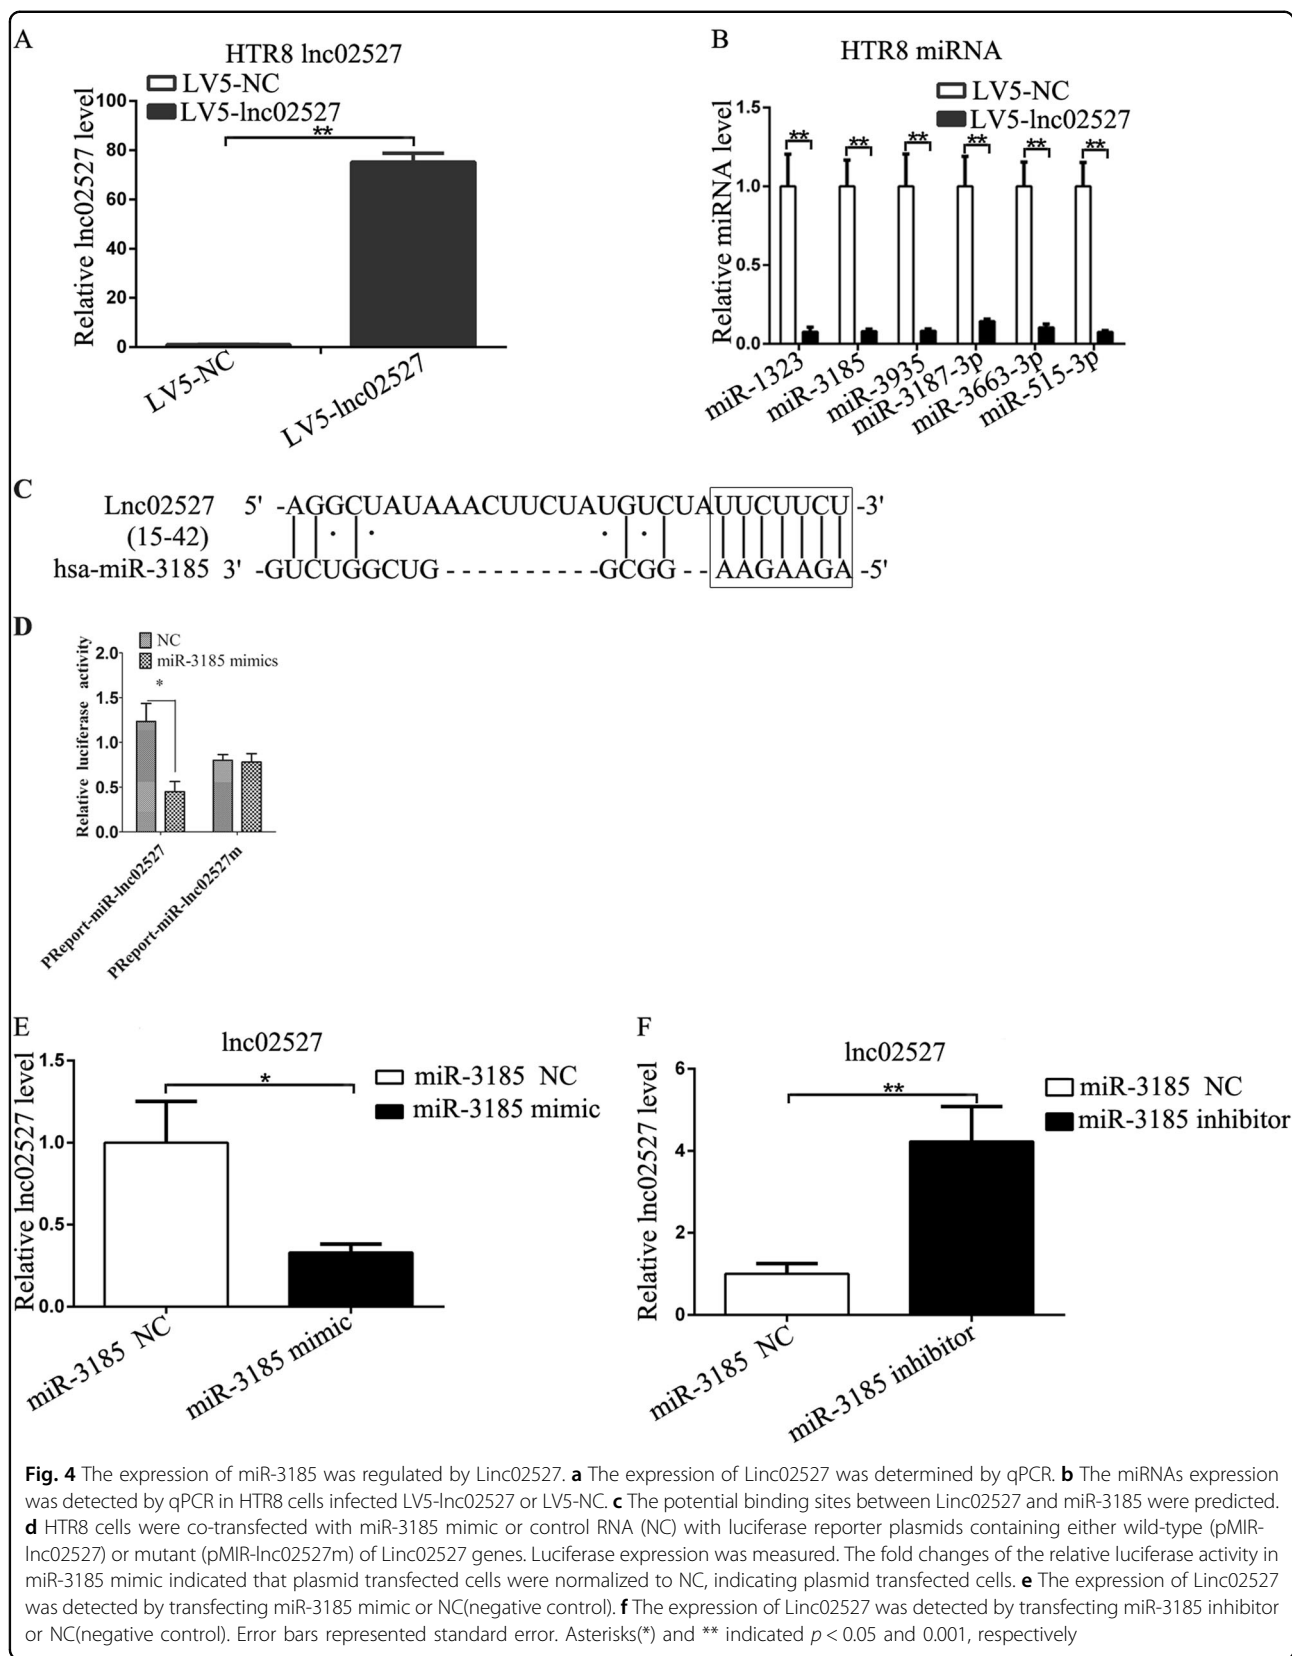 A
HTR8 lnc02527
LV5-NC
LV5-lnc02527
Relative lnc02527 level
100
80
60
40
20
0
**
LV5-NC
LV5-lnc02527
B
HTR8 miRNA
LV5-NC
LV5-lnc02527
Relative miRNA level
1.5
1.0
0.5
0.0
** ** ** ** ** **
miR-1323
miR-3185
miR-3935
miR-3187-3p
miR-3663-3p
miR-515-3p
C
Lnc02527 5' -AGGCUAUAAACUUCUAUGUCUAUUCUUCU-3'
(15-42)
hsa-miR-3185 3' -GUCUGGCUG----------GCGG--AAGAAGA-5'
D
NC
miR-3185 mimics
Relative luciferase activity
2.0
1.5
1.0
0.5
0.0
*
PReport-miR-lnc02527
PReport-miR-lnc02527m
E
lnc02527
miR-3185 NC
miR-3185 mimic
Relative lnc02527 level
1.5
1.0
0.5
0.0
*
miR-3185 NC
miR-3185 mimic
F
lnc02527
miR-3185 NC
miR-3185 inhibitor
Relative lnc02527 level
6
4
2
0
**
miR-3185 NC
miR-3185 inhibitor
Fig. 4 The expression of miR-3185 was regulated by Linc02527. a The expression of Linc02527 was determined by qPCR. b The miRNAs expression
was detected by qPCR in HTR8 cells infected LV5-lnc02527 or LV5-NC. c The potential binding sites between Linc02527 and miR-3185 were predicted.
d HTR8 cells were co-transfected with miR-3185 mimic or control RNA (NC) with luciferase reporter plasmids containing either wild-type (pMIR-
lnc02527) or mutant (pMIR-lnc02527m) of Linc02527 genes. Luciferase expression was measured. The fold changes of the relative luciferase activity in
miR-3185 mimic indicated that plasmid transfected cells were normalized to NC, indicating plasmid transfected cells. e The expression of Linc02527
was detected by transfecting miR-3185 mimic or NC(negative control). f The expression of Linc02527 was detected by transfecting miR-3185 inhibitor
or NC(negative control). Error bars represented standard error. Asterisks(*) and ** indicated p < 0.05 and 0.001, respectively